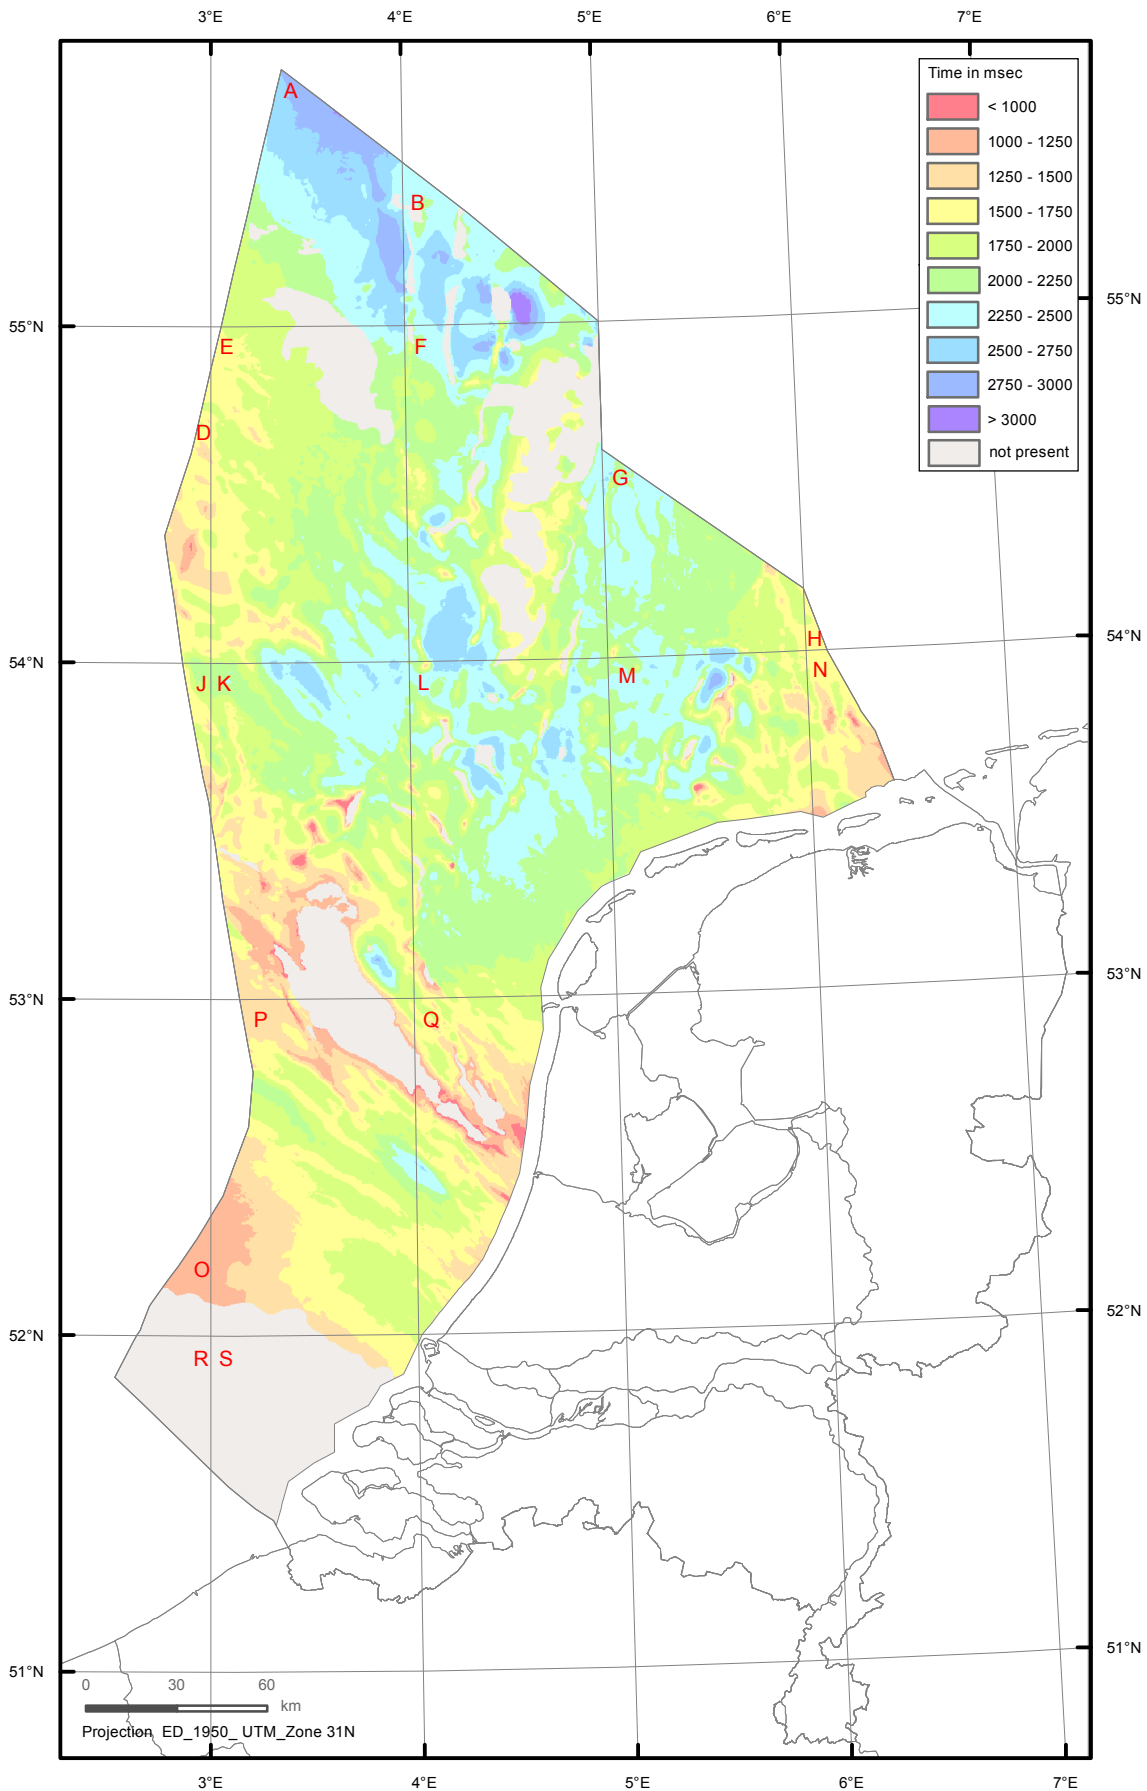 3°E 4°E 5°E 6°E 7°E
Time in msec
< 1000
1000 - 1250
1250 - 1500
1500 - 1750
1750 - 2000
2000 - 2250
2250 - 2500
2500 - 2750
2750 - 3000
> 3000
not present
A
B
55°N
55°N
E F
D
G
H
54°N
54°N
J K L M N
53°N
53°N
P Q
O
52°N
52°N
R S
51°N
51°N
0 30 60
km
Projection ED_1950_ UTM_Zone 31N
3°E 4°E 5°E 6°E 7°E